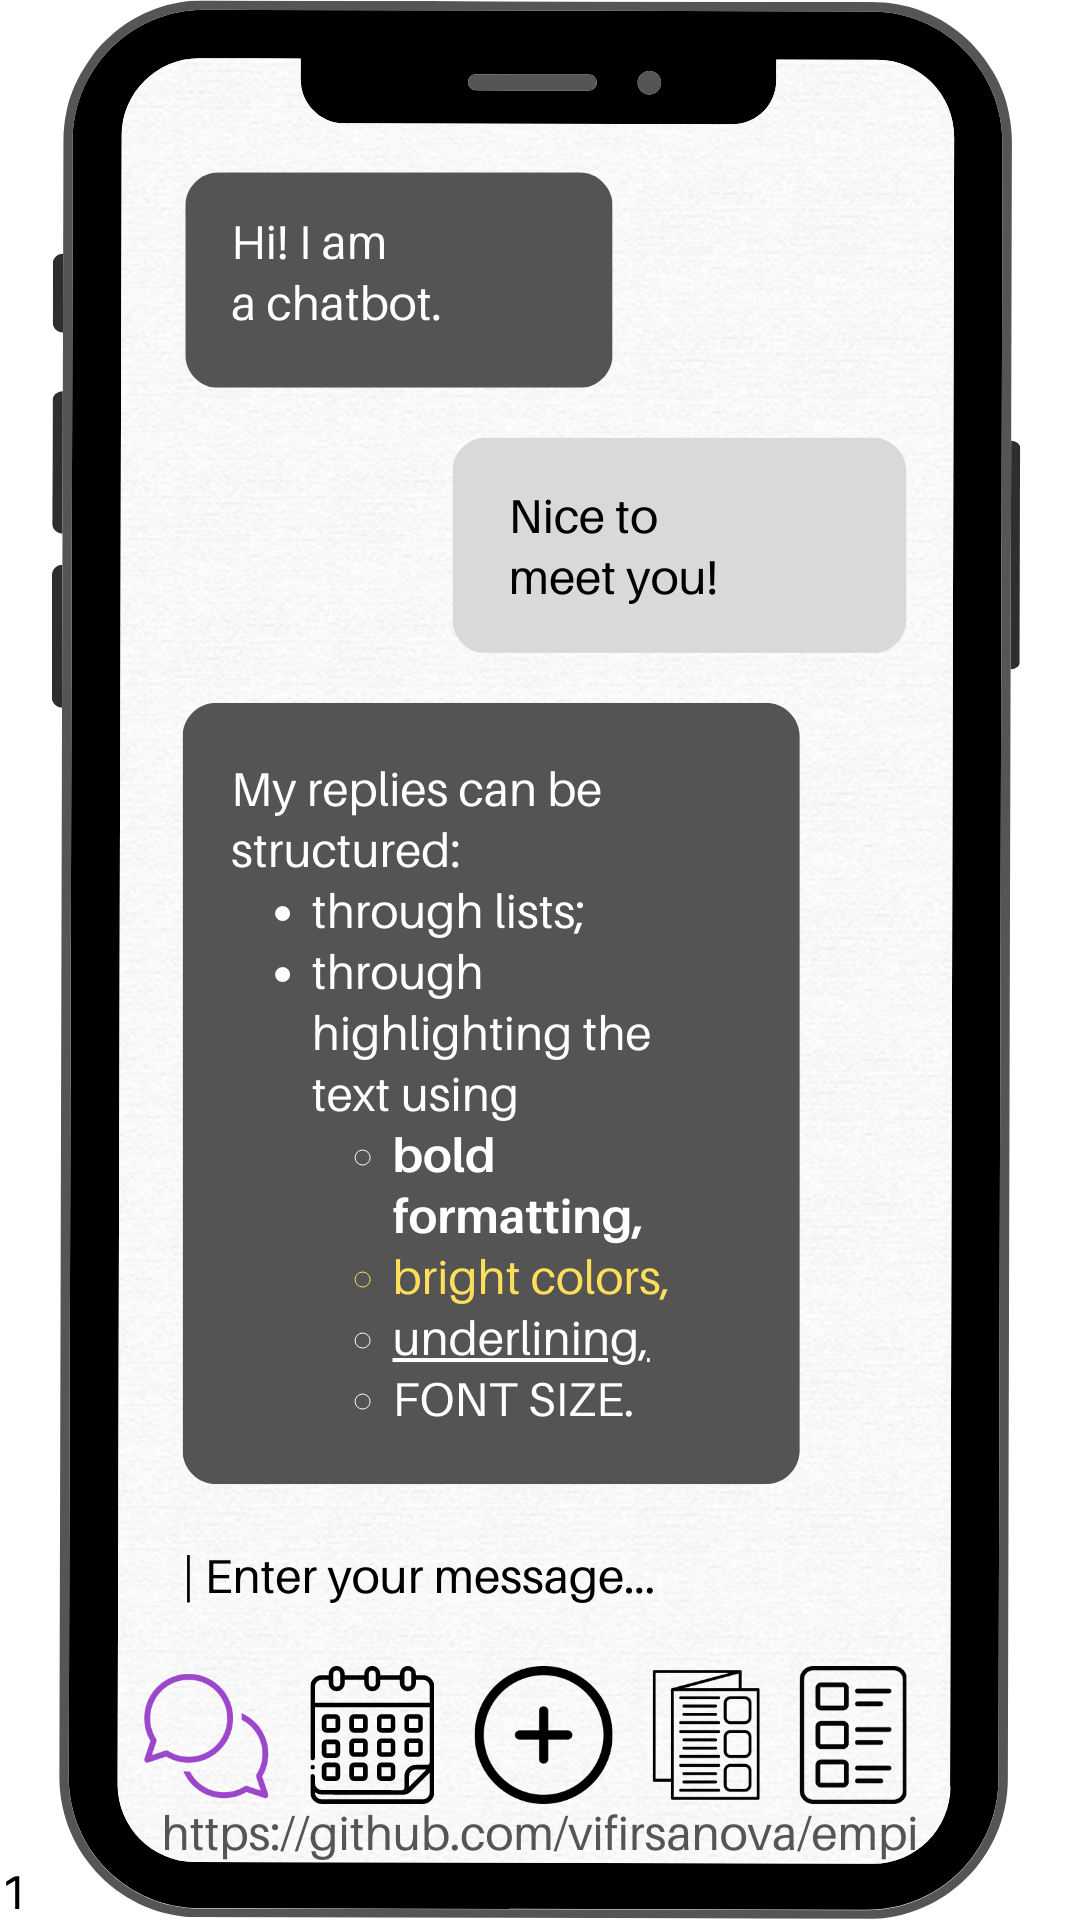 Hi! I am
a chatbot.
Nice to
meet you!
My replies can be
structured:
• through lists;
• through
highlighting the
text using
○ bold
formatting,
○ bright colors,
○ underlining,
○ FONT SIZE.
| Enter your message...
https://github.com/vifirsanova/empi
1